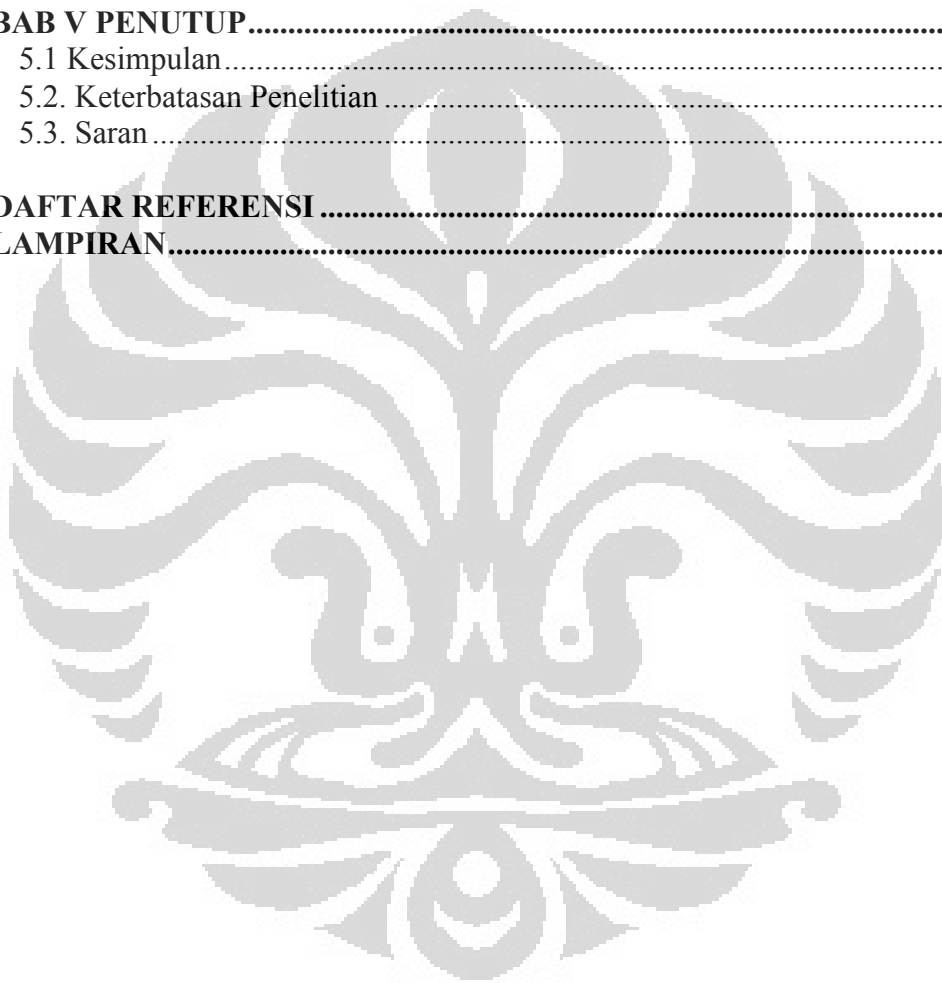 BAB V PENUTUP........................................................................................................
5.1 Kesimpulan........................................................................................................
5.2. Keterbatasan Penelitian........................................................................................
5.3. Saran........................................................................................................
DAFTAR REFERENSI........................................................................................
LAMPIRAN........................................................................................................